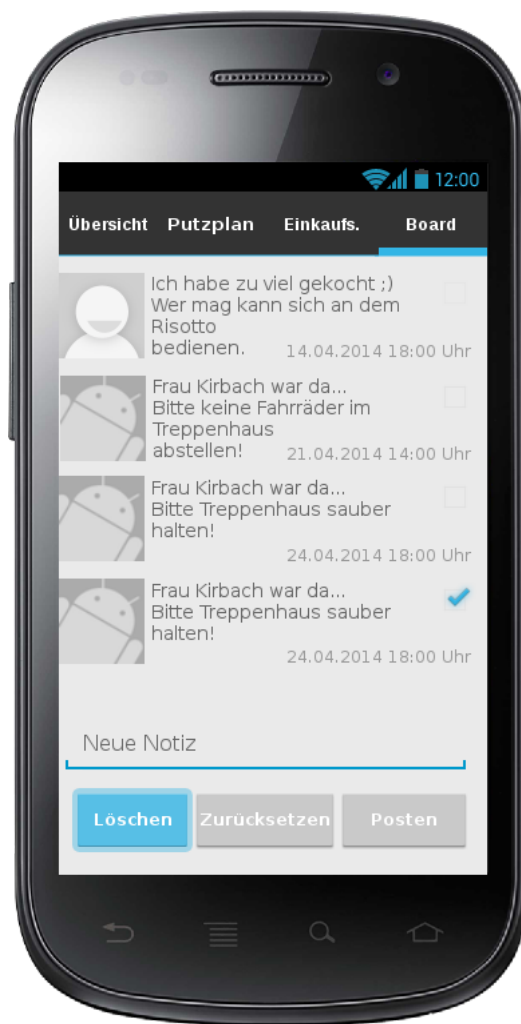 12:00
Übersicht Putzplan Einkaufs. Board
Ich habe zu viel gekocht ;)
Wer mag kann sich an dem
Risotto
bedienen. 14.04.2014 18:00 Uhr
Frau Kirbach war da...
Bitte keine Fahrräder im
Treppenhaus
abstellen! 21.04.2014 14:00 Uhr
Frau Kirbach war da...
Bitte Treppenhaus sauber
halten!
24.04.2014 18:00 Uhr
Frau Kirbach war da...
Bitte Treppenhaus sauber
halten!
24.04.2014 18:00 Uhr
Neue Notiz
Löschen Zurücksetzen Posten